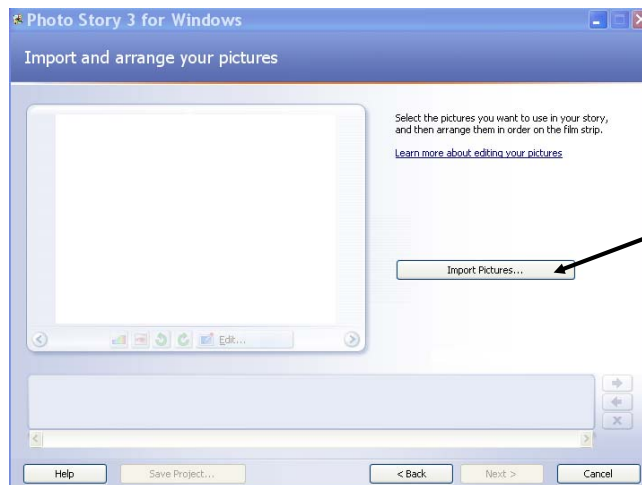 Photo Story 3 for Windows
Import and arrange your pictures
Select the pictures you want to use in your story,
and then arrange them in order on the film strip.
Learn more about editing your pictures
Import Pictures...
Edit...
Help
Save Project...
< Back
Next >
Cancel